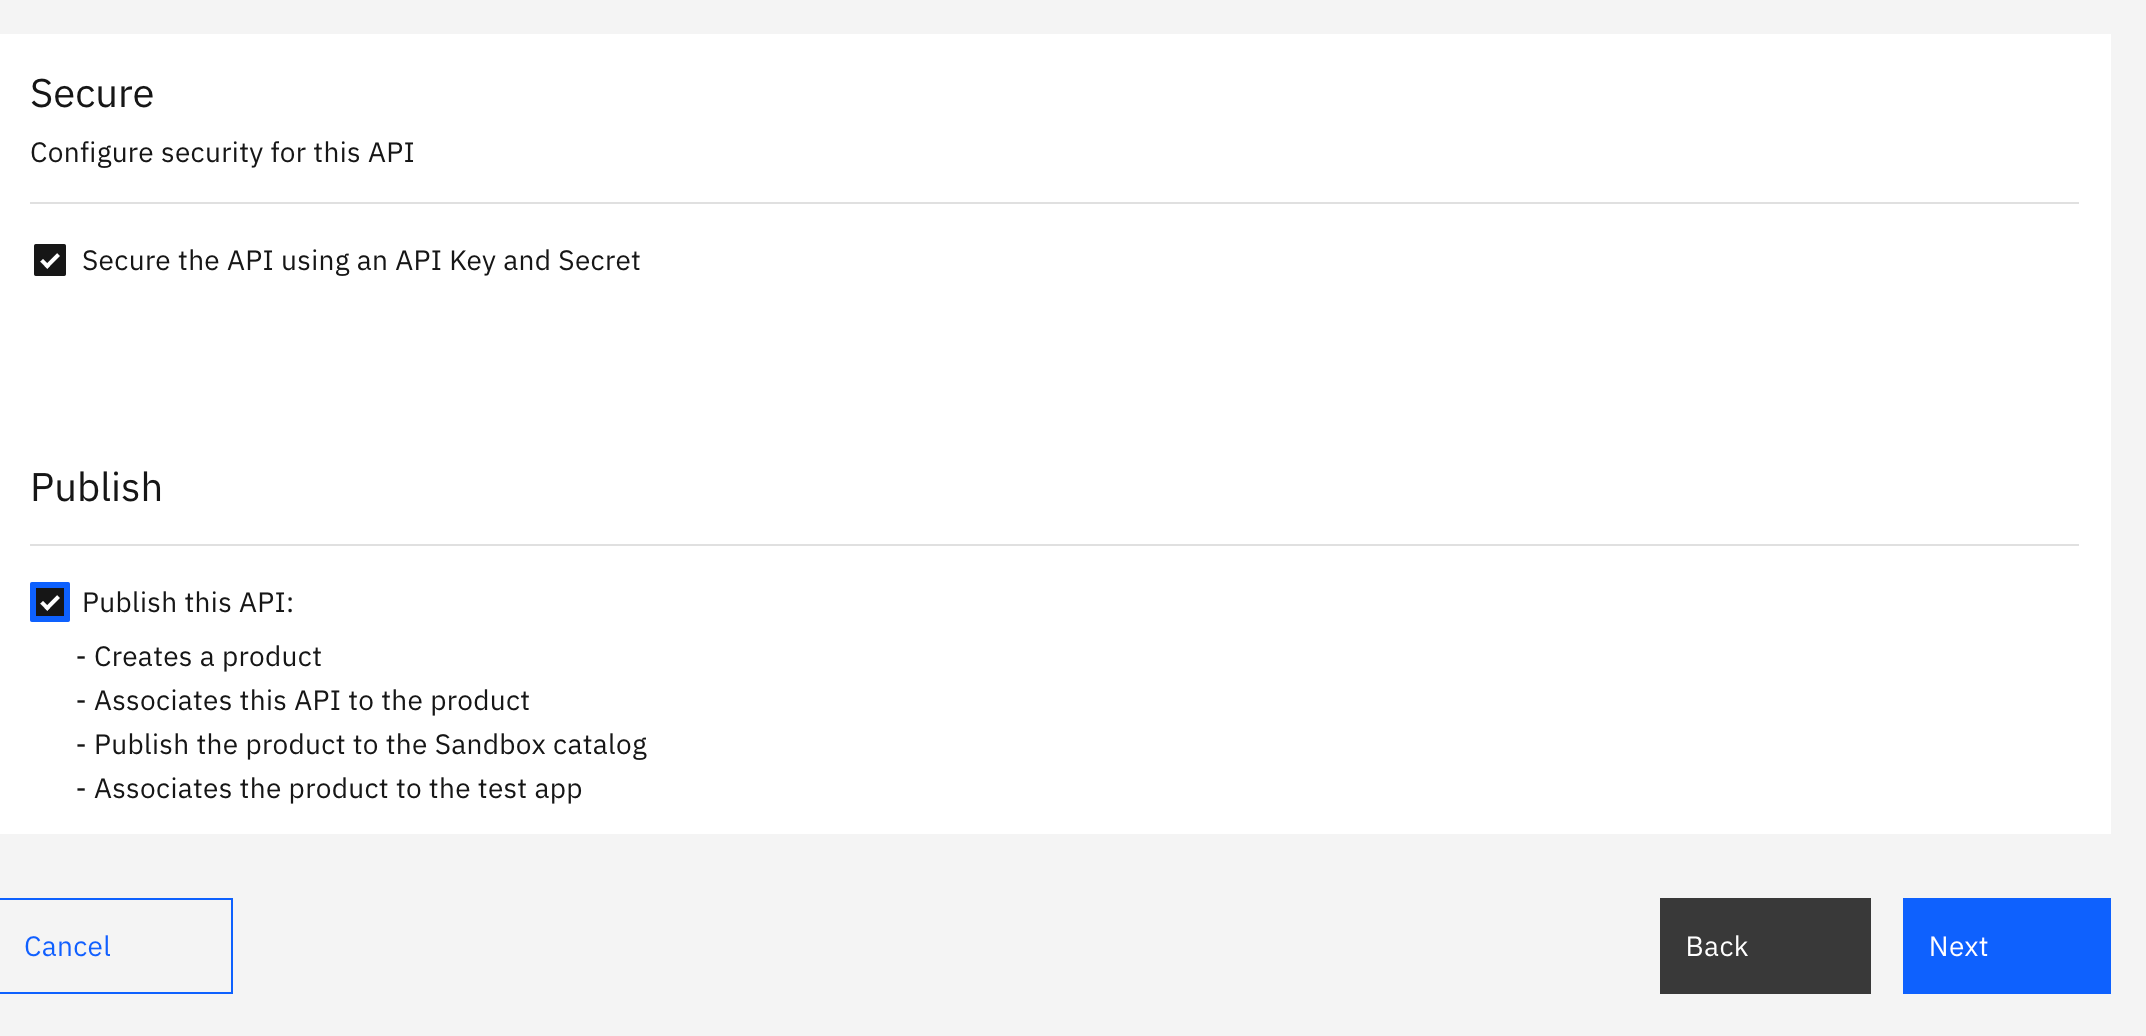 Secure
Configure security for this API
Secure the API using an API Key and Secret
Publish
Publish this API:
- Creates a product
- Associates this API to the product
- Publish the product to the Sandbox catalog
- Associates the product to the test app
Cancel
Back
Next